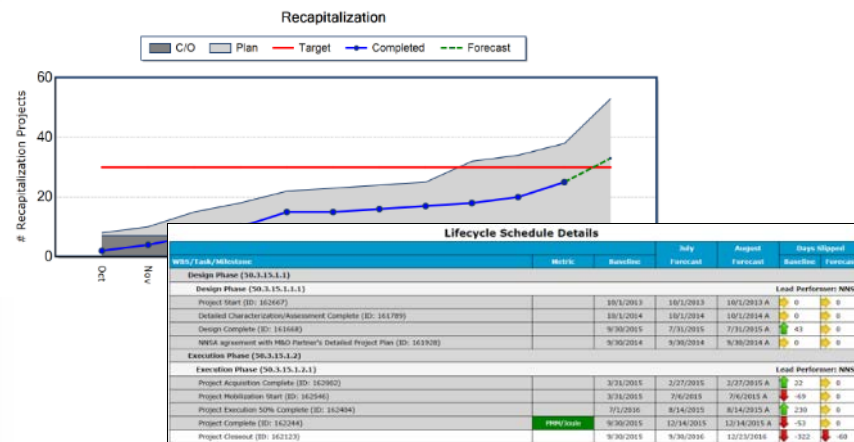 Recapitalization
C/O Plan Target Completed Forecast
# Recapitalization Projects
60
40
20
0
Oct
Nov
Lifecycle Schedule Details
July August Days Slipped
WBS/Task/Milestone Metric Baseline Forecast Forecast Baseline Forecas
Design Phase (50.3.15.1.1)
Design Phase (50.3.15.1.1.1) Lead Performer: NNS
Project Start (ID: 162667) 10/1/2013 10/1/2013 10/1/2013 A 0 0
Detailed Characterization/Assessment Complete (ID: 161789) 10/1/2014 10/1/2014 10/1/2014 A 0 0
Design Complete (ID: 161668) 9/30/2015 7/31/2015 7/31/2015 A 43 0
NNSA agreement with M&O Partner's Detailed Project Plan (ID: 161928) 9/30/2014 9/30/2014 9/30/2014 A 0 0
Execution Phase (50.3.15.1.2)
Execution Phase (50.3.15.1.2.1) Lead Performer: NNS
Project Acquisition Complete (ID: 162002) 3/31/2015 2/27/2015 2/27/2015 A 22 0
Project Mobilization Start (ID: 162546) 3/31/2015 7/6/2015 7/6/2015 A -69 0
Project Execution 50% Complete (ID: 162404) 7/1/2016 8/14/2015 8/14/2015 A 230 0
Project Complete (ID: 162244) PMM/Joule 9/30/2015 12/14/2015 12/14/2015 A -53 0
Project Closeout (ID: 162123) 9/30/2015 9/30/2016 12/23/2016 -322 -60